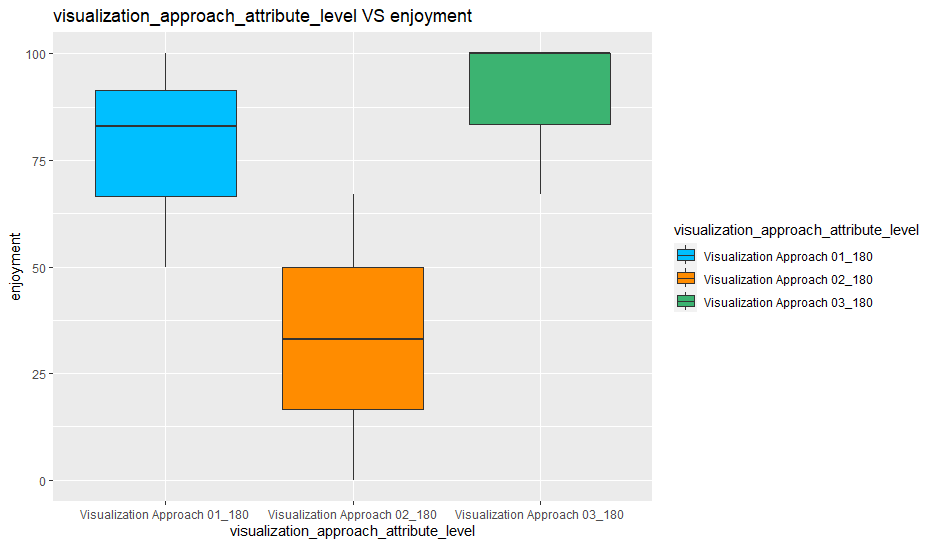 visualization_approach_attribute_level VS enjoyment
100
75
50
25
0
enjoyment
Visualization Approach 01_180
Visualization Approach 02_180
Visualization Approach 03_180
visualization_approach_attribute_level
visualization_approach_attribute_level
Visualization Approach 01_180
Visualization Approach 02_180
Visualization Approach 03_180